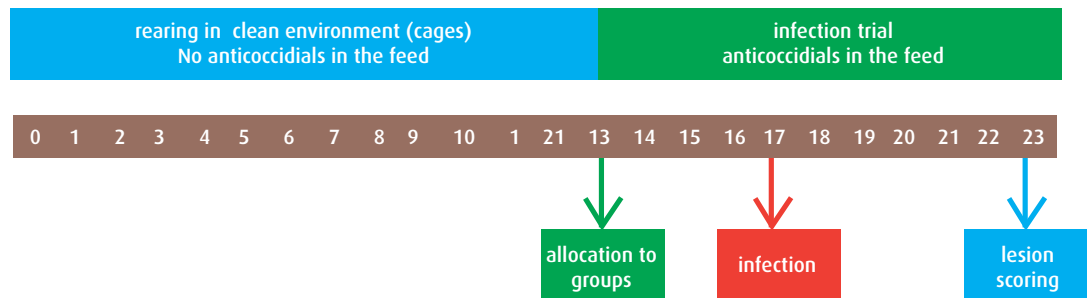 rearing in clean environment (cages)
No anticoccidials in the feed
infection trial
anticoccidials in the feed
0 1 2 3 4 5 6 7 8 9 10 1 21 13 14 15 16 17 18 19 20 21 22 23
allocation to
groups
infection
lesion
scoring